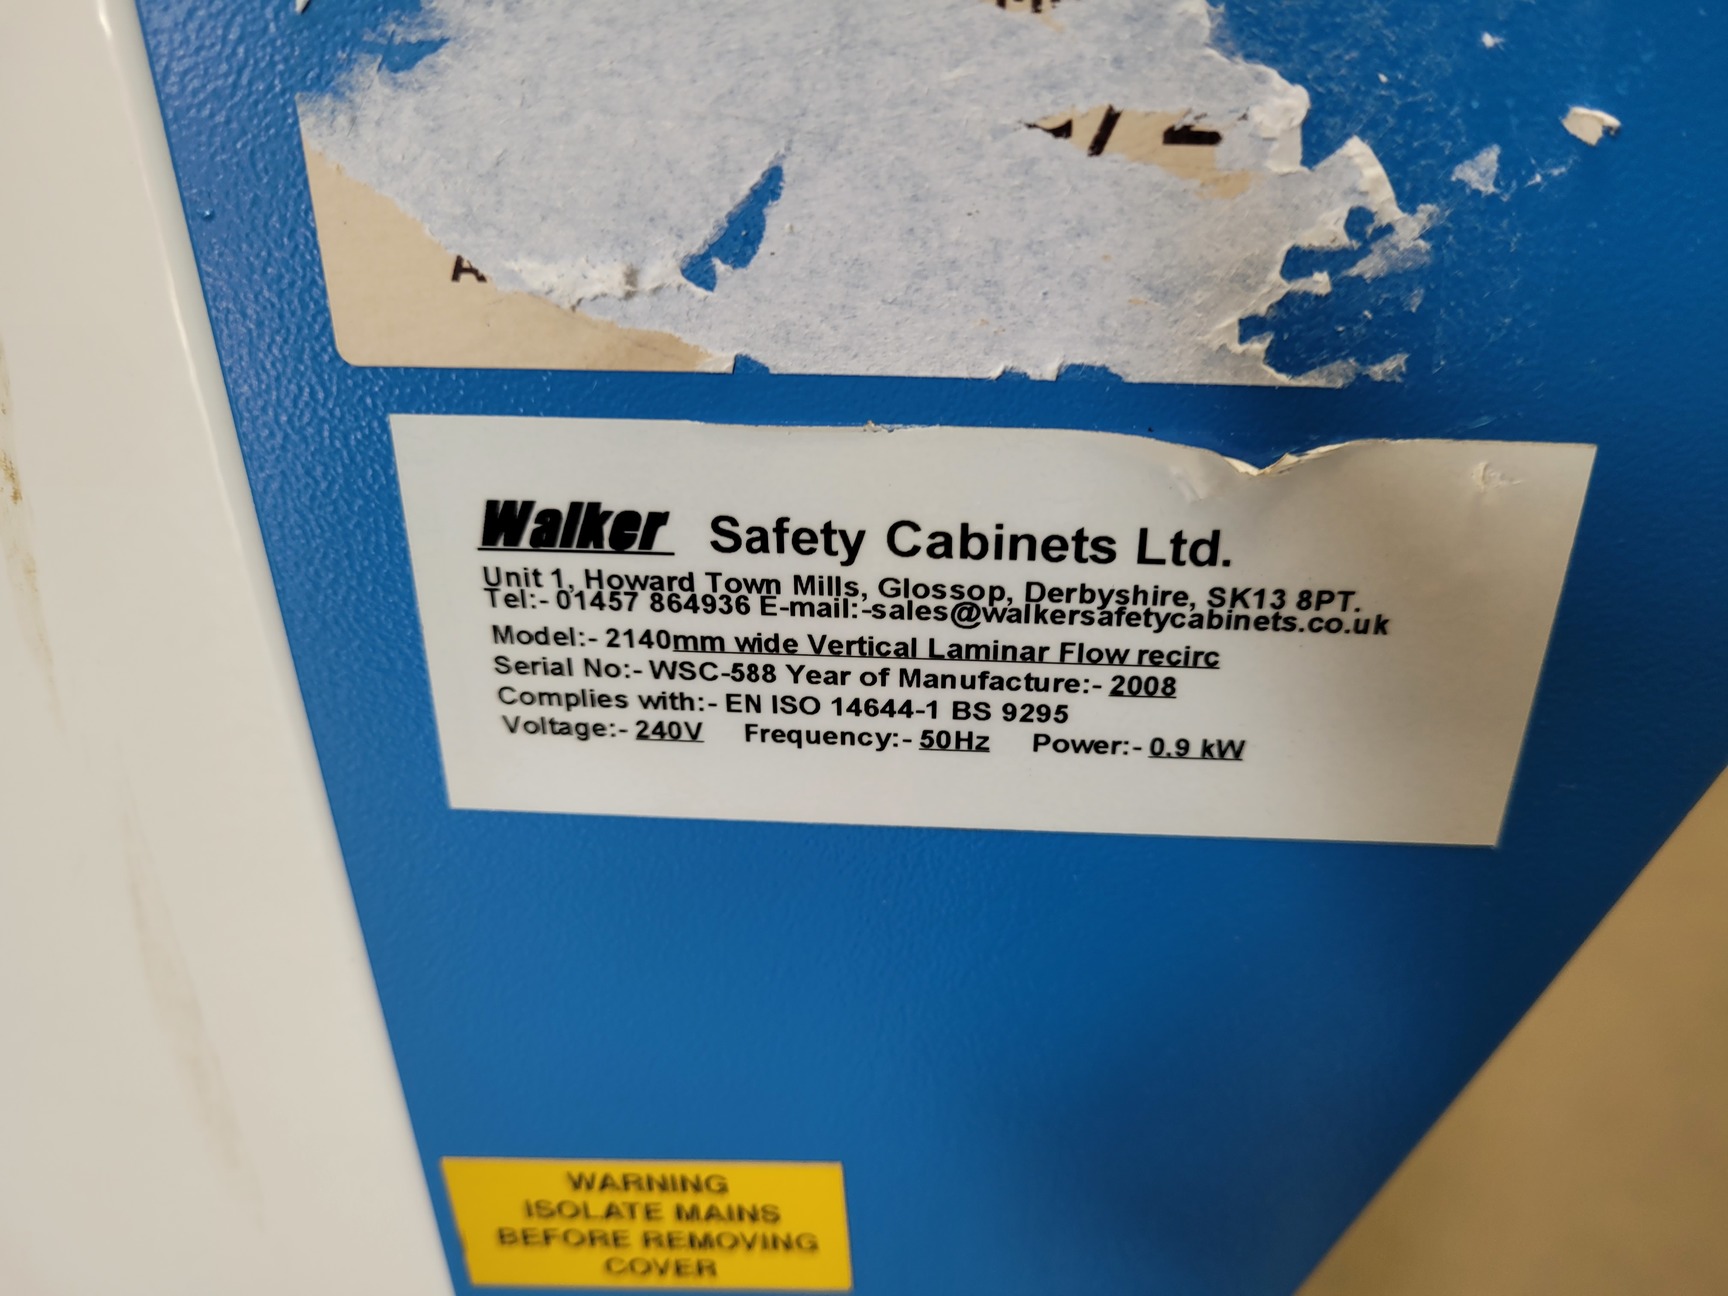 A
Walker Safety Cabinets Ltd.
Unit 1, Howard Town Mills, Glossop, Derbyshire, SK13 8PT.
Tel:- 01457 864936 E-mail:-sales@walkersafetycabinets.co.uk
Model:- 2140mm wide Vertical Laminar Flow recirc
Serial No:- WSC-588 Year of Manufacture:- 2008
Complies with:- EN ISO 14644-1 BS 9295
Voltage:- 240V Frequency:- 50Hz Power:- 0.9 kW
WARNING
ISOLATE MAINS
BEFORE REMOVING
COVER